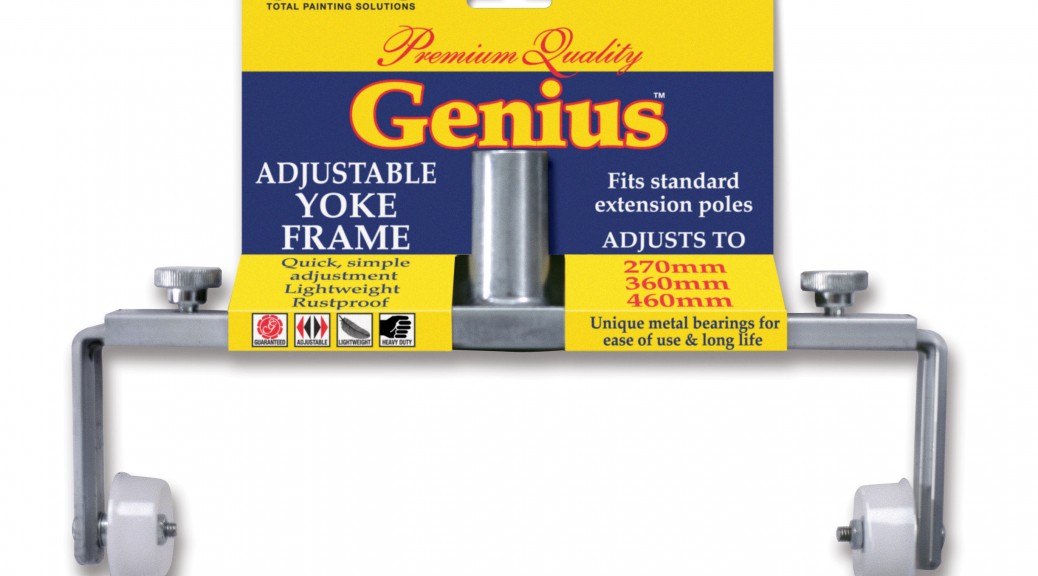 TOTAL PAINTING SOLUTIONS
Premium Quality
Genius™
ADJUSTABLE
YOKE
FRAME
Quick, simple
adjustment
Lightweight
Rustproof
GUARANTEED
ADJUSTABLE
LIGHTWEIGHT
HEAVY DUTY
Fits standard
extension poles
ADJUSTS TO
270mm
360mm
460mm
Unique metal bearings for
ease of use & long life